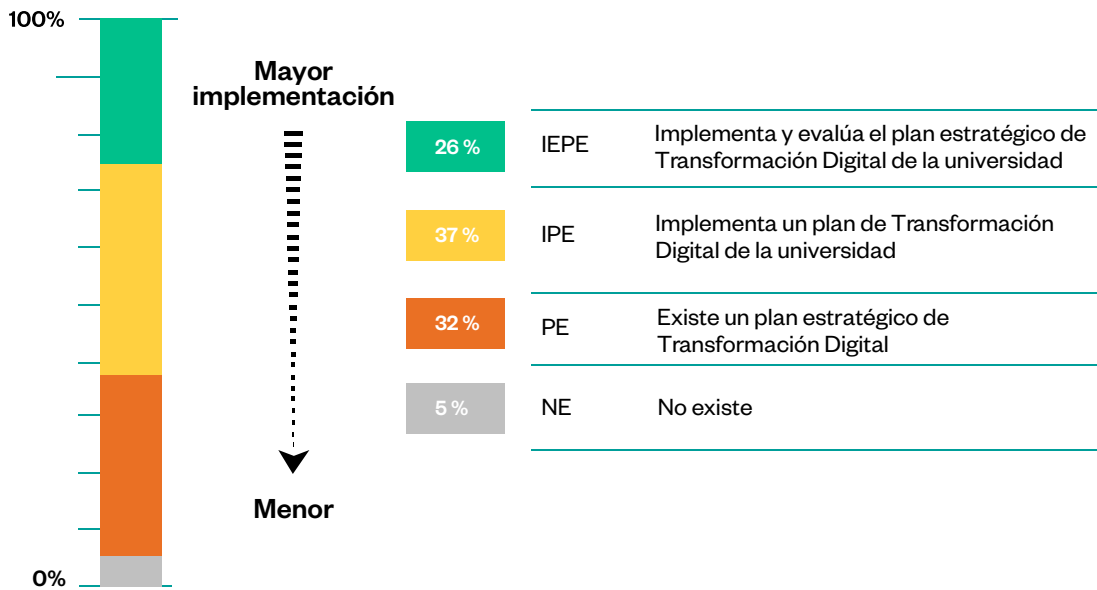 100%
Mayor
implementación
26 %
IEPE
Implementa y evalúa el plan estratégico de
Transformación Digital de la universidad
37 %
IPE
Implementa un plan de Transformación
Digital de la universidad
32 %
PE
Existe un plan estratégico de
Transformación Digital
5 %
NE
No existe
Menor
0%